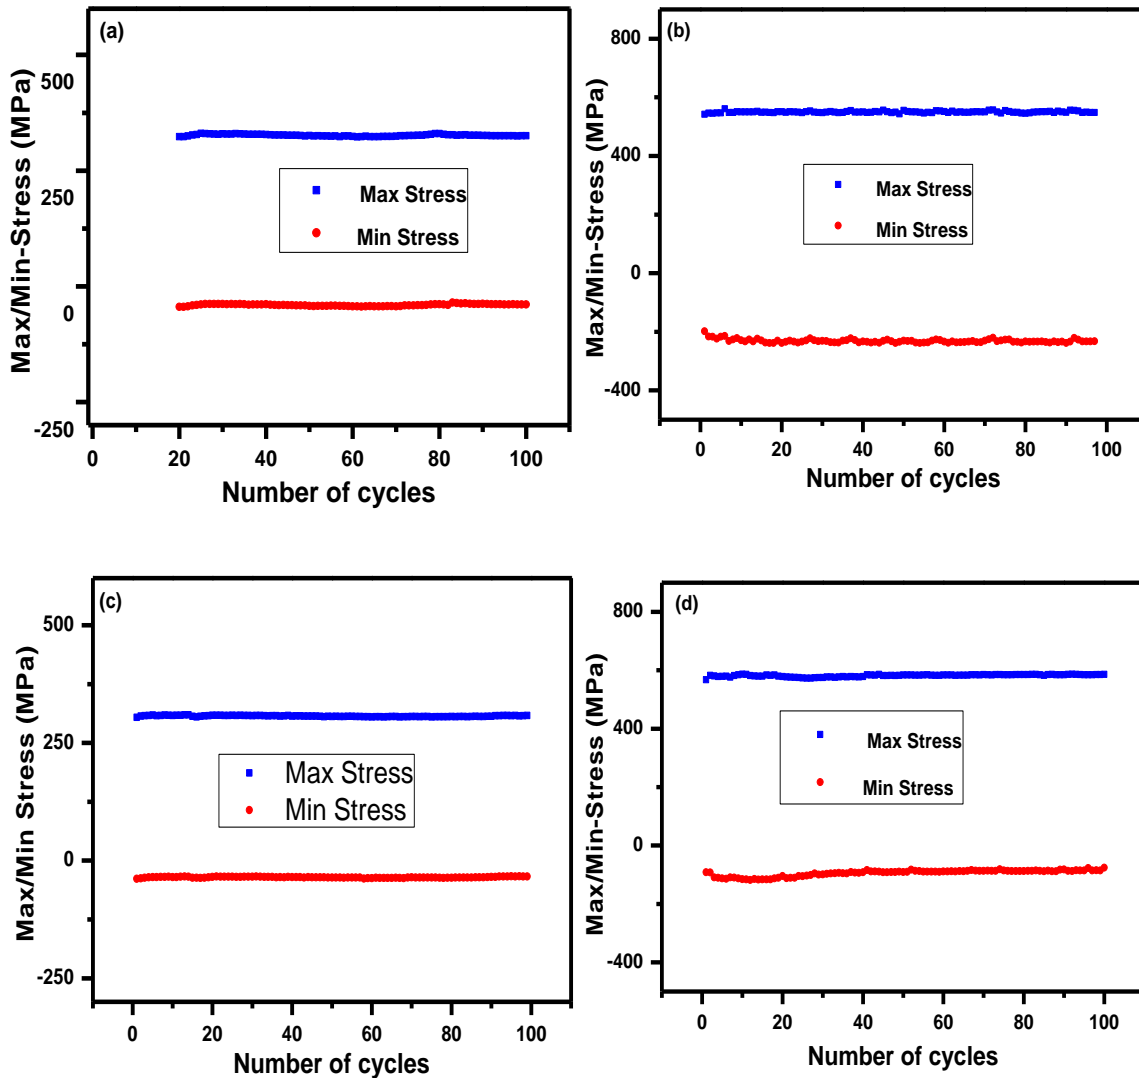 (a)
Max/Min-Stress (MPa)
500
250
0
-250
Max Stress
Min Stress
0 20 40 60 80 100
Number of cycles
(b)
Max/Min-Stress (MPa)
800
400
0
-400
Max Stress
Min Stress
0 20 40 60 80 100
Number of cycles
(c)
Max/Min Stress (MPa)
500
250
0
-250
Max Stress
Min Stress
0 20 40 60 80 100
Number of cycles
(d)
Max/Min-Stress (MPa)
800
400
0
-400
Max Stress
Min Stress
0 20 40 60 80 100
Number of cycles